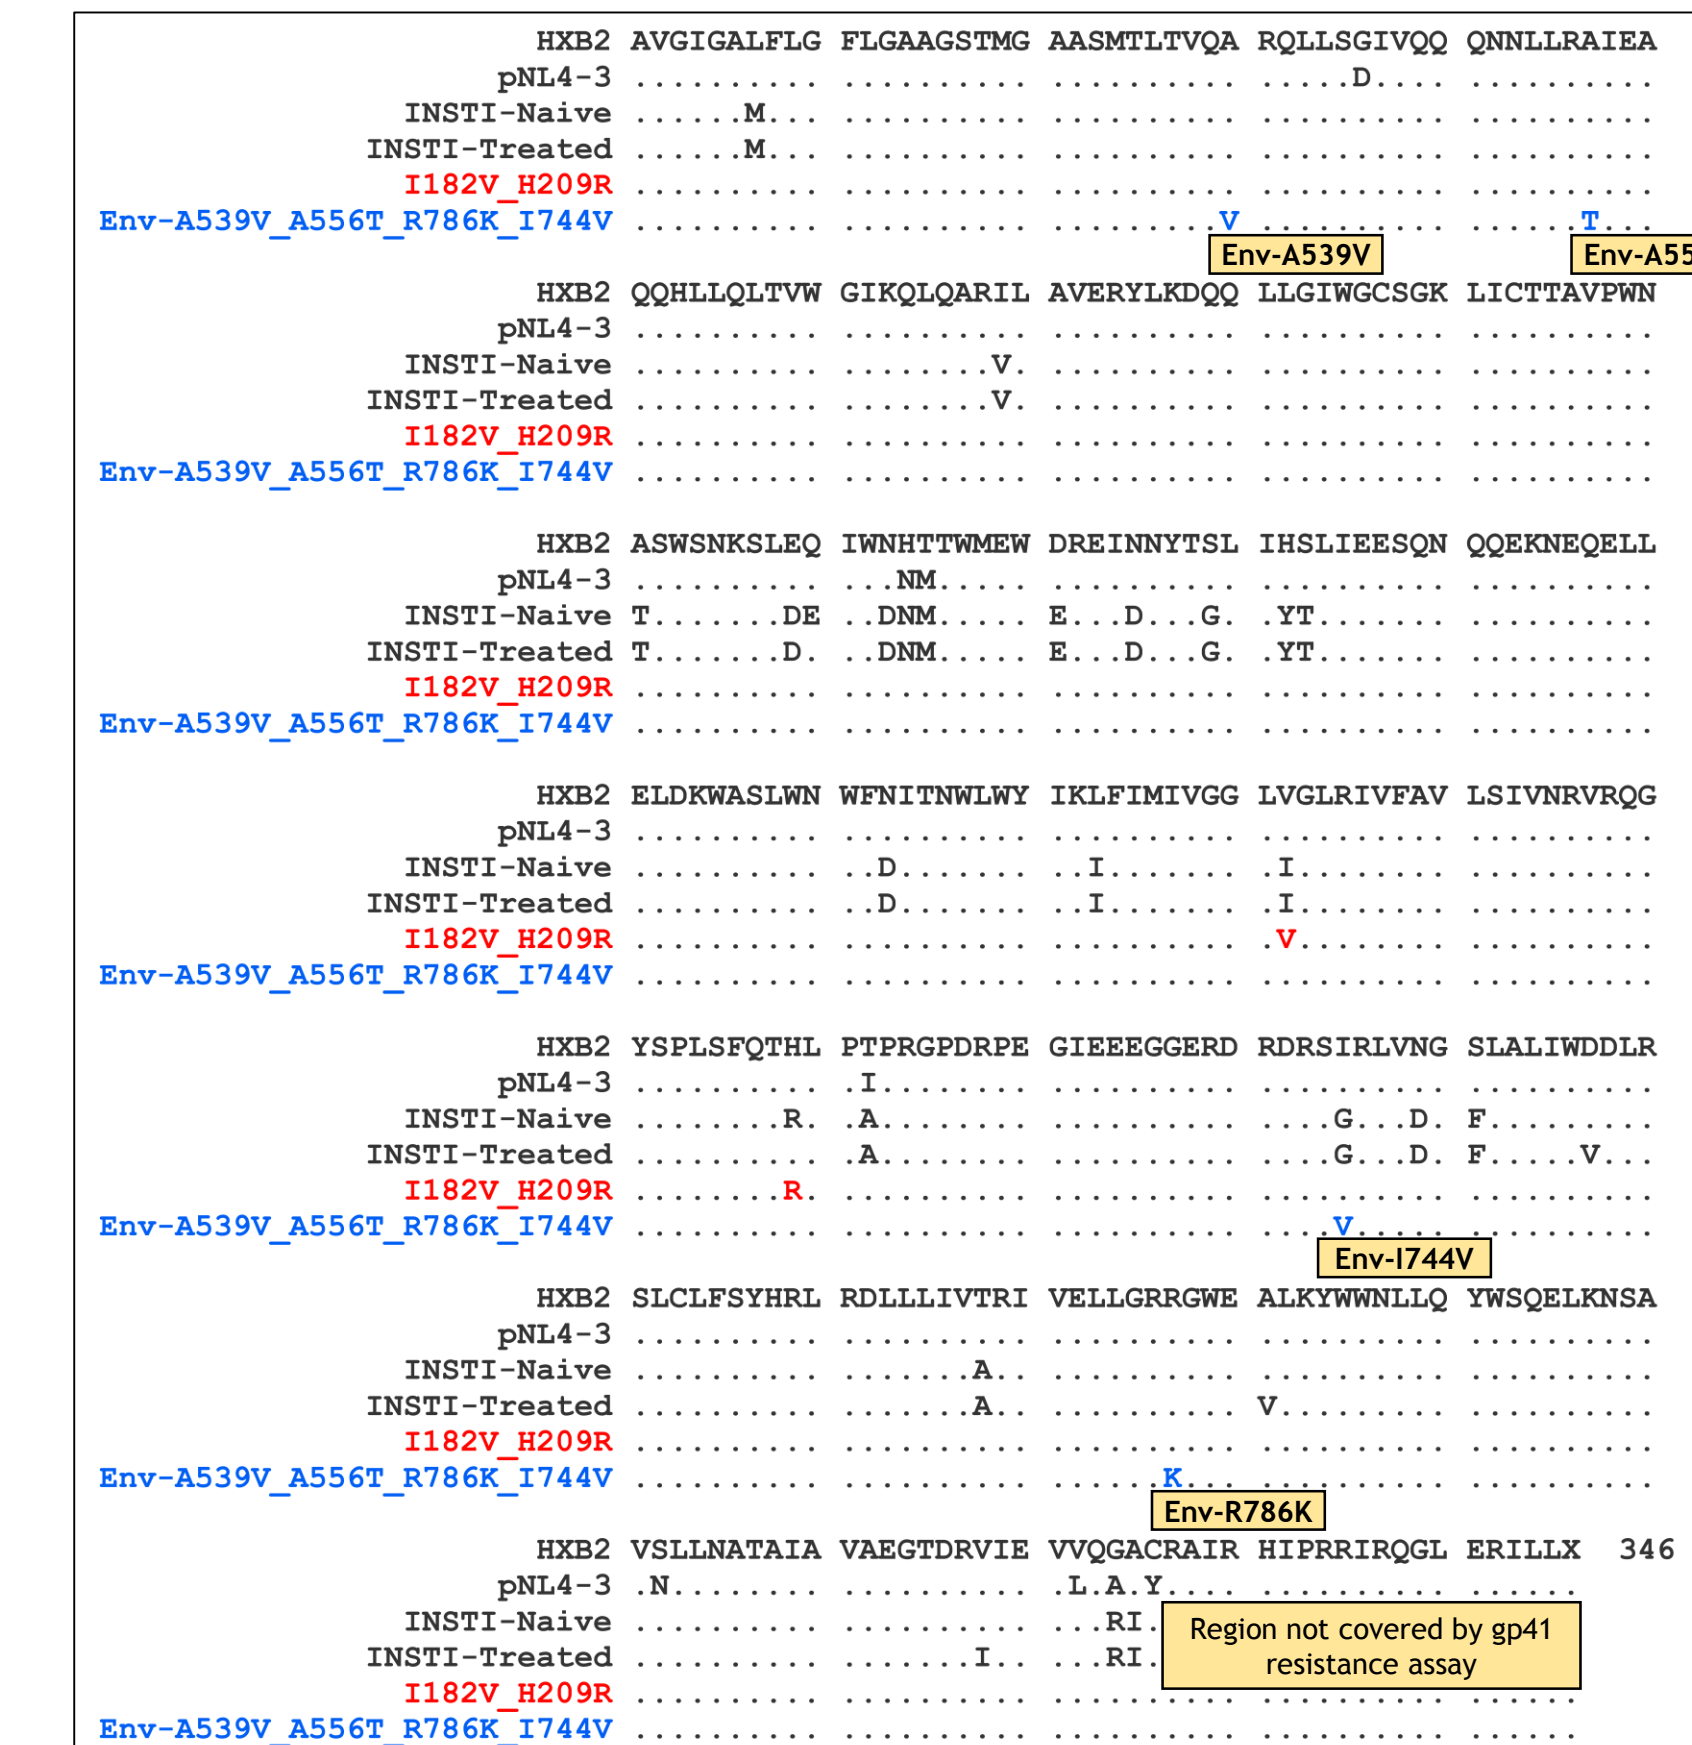 HXB2 AVGIGALFLG FLGAAGSTMG AASMTLTVQA RQLLSGIVQQ QNNLLRAIEA
pNL4-3 .......... .......... .......... .....D.... ..........
INSTI-Naive ......M... .......... .......... .......... ..........
INSTI-Treated ......M... .......... .......... .......... ..........
I182V_H209R .......... .......... .......... .......... ..........
Env-A539V_A556T_R786K_I744V .......... .......... .........V .......... ......T...
Env-A539V Env-A55
HXB2 QQHLLQLTVW GIKQLQARIL AVERYLKDQQ LLGIWGCSGK LICTTAVPWN
pNL4-3 .......... .......... .......... .......... ..........
INSTI-Naive .......... ........V. .......... .......... ..........
INSTI-Treated .......... ........V. .......... .......... ..........
I182V_H209R .......... .......... .......... .......... ..........
Env-A539V_A556T_R786K_I744V .......... .......... .......... .......... ..........
HXB2 ASWSNKSLEQ IWNHTTWMEW DREINNYTSL IHSLIEESQN QQEKNEQELL
pNL4-3 .......... ...NM..... .......... .......... ..........
INSTI-Naive T.......DE ..DNM..... E...D...G. .YT....... ..........
INSTI-Treated T.......D. ..DNM..... E...D...G. .YT....... ..........
I182V_H209R .......... .......... .......... .......... ..........
Env-A539V_A556T_R786K_I744V .......... .......... .......... .......... ..........
HXB2 ELDKWASLWN WFNITNWLWY IKLFIMIVGG LVGLRIVFAV LSIVNRVRQG
pNL4-3 .......... .......... .......... .......... ..........
INSTI-Naive .......... ..D....... ..I....... .I........ ..........
INSTI-Treated .......... ..D....... ..I....... .I........ ..........
I182V_H209R .......... .......... .......... .V........ ..........
Env-A539V_A556T_R786K_I744V .......... .......... .......... .......... ..........
HXB2 YSPLSFQTHL PTPRGPDRPE GIEEEGGERD RDRSIRLVNG SLALIWDDLR
pNL4-3 .......... .I........ .......... .......... ..........
INSTI-Naive ........R. .A........ .......... ....G...D. F.........
INSTI-Treated .......... .A........ .......... ....G...D. F.....V...
I182V_H209R ........R. .......... .......... .......... ..........
Env-A539V_A556T_R786K_I744V .......... .......... .......... ....V..... ..........
Env-I744V
HXB2 SLCLFSYHRL RDLLLIVTRI VELLGRRGWE ALKYWWNLLQ YWSQELKNSA
pNL4-3 .......... .......... .......... .......... ..........
INSTI-Naive .......... .......A.. .......... .......... ..........
INSTI-Treated .......... .......A.. .......... V......... ..........
I182V_H209R .......... .......... .......... .......... ..........
Env-A539V_A556T_R786K_I744V .......... .......... ......K... .......... ..........
Env-R786K
HXB2 VSLLNATAIA VAEGTDRVIE VVQGACRAIR HIPRRIRQGL ERILLX 346
pNL4-3 .N........ .......... .L.A.Y.... .......... ......
INSTI-Naive .......... .......... ...RI.
INSTI-Treated .......... .......I.. ...RI.
Region not covered by gp41
resistance assay
I182V_H209R .......... .......... .......... .......... ......
Env-A539V_A556T_R786K_I744V .......... .......... .......... .......... ......